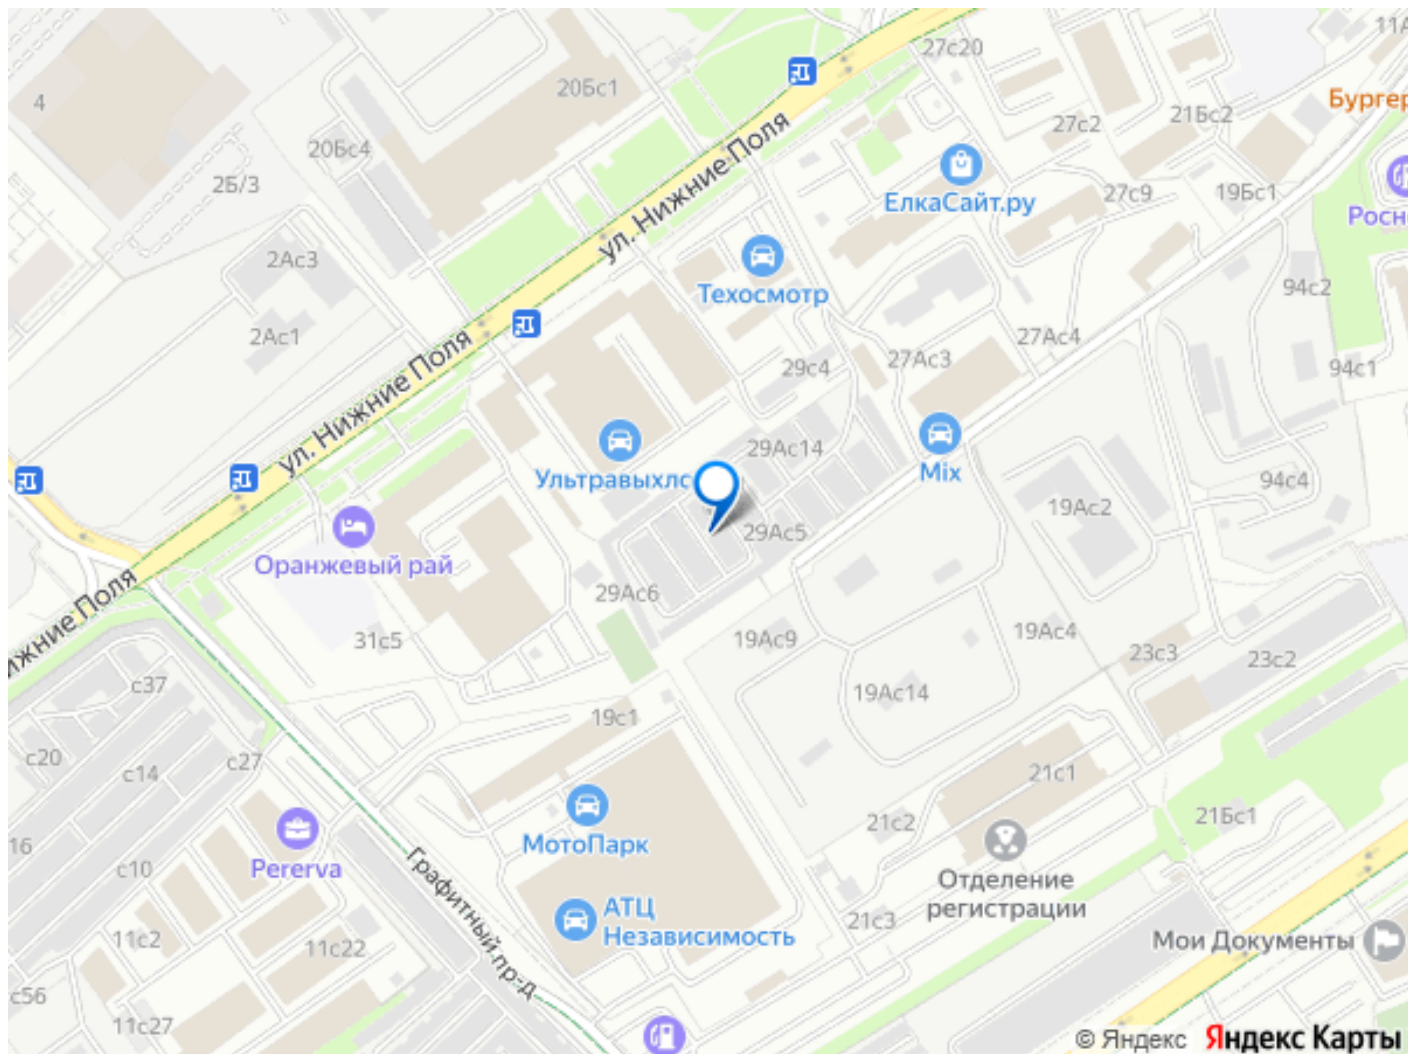 11А
27с20
20Бс1
4
Бургер
21Бс2
27с2
20Бс4
ул. Нижние Поля
2Б/3
27с9
19Бс1
ЕлкаСайт.ру
Росн
2Ас3
Техосмотр
94с2
2Ас1
27Ас4
27Ас3
29с4
94с1
ул. Нижние Поля
29Ас14
Ультравыхлс
Mix
94с4
19Ас2
29Ас5
Оранжевый рай
29Ас6
ижние Поля
31с5
19Ас9
19Ас4
23с3
23с2
с37
19Ас14
19с1
с20
с14
с27
21с1
21Бс1
21с2
МотоПарк
16
с10
Pererva
Графитный пр-д
Отделение
регистрации
АТЦ
Независимость
21с3
11с2
11с22
Мои Документы
с56
11с27
© Яндекс Яндекс Карты